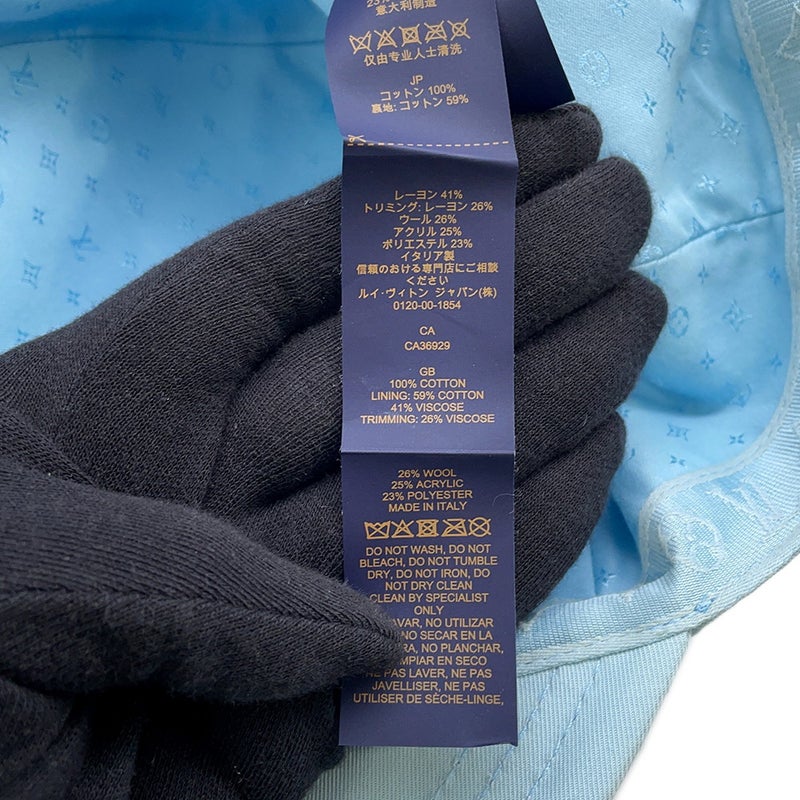 意大利制造
仅由专业人士清洗
JP
コットン 100%
裏地: コットン 59%
レーヨン 41%
トリミング: レーヨン 26%
ウール 26%
アクリル 25%
ポリエステル 23%
イタリア製
信頼のおける専門店にご相談
ください
ルイ・ヴィトン ジャパン(株)
0120-00-1854
CA
CA36929
GB
100% COTTON
LINING: 59% COTTON
41% VISCOSE
TRIMMING: 26% VISCOSE
26% WOOL
25% ACRYLIC
23% POLYESTER
MADE IN ITALY
DO NOT WASH, DO NOT
BLEACH, DO NOT TUMBLE
DRY, DO NOT IRON, DO
NOT DRY CLEAN
CLEAN BY SPECIALIST
ONLY
NO UTILIZAR
NO SECAR EN LA
NO PLANCHAR,
EN SECO
PAS LAVER, NE PAS
JAVELLISER, NE PAS
UTILISER DE SÈCHE-LINGE,